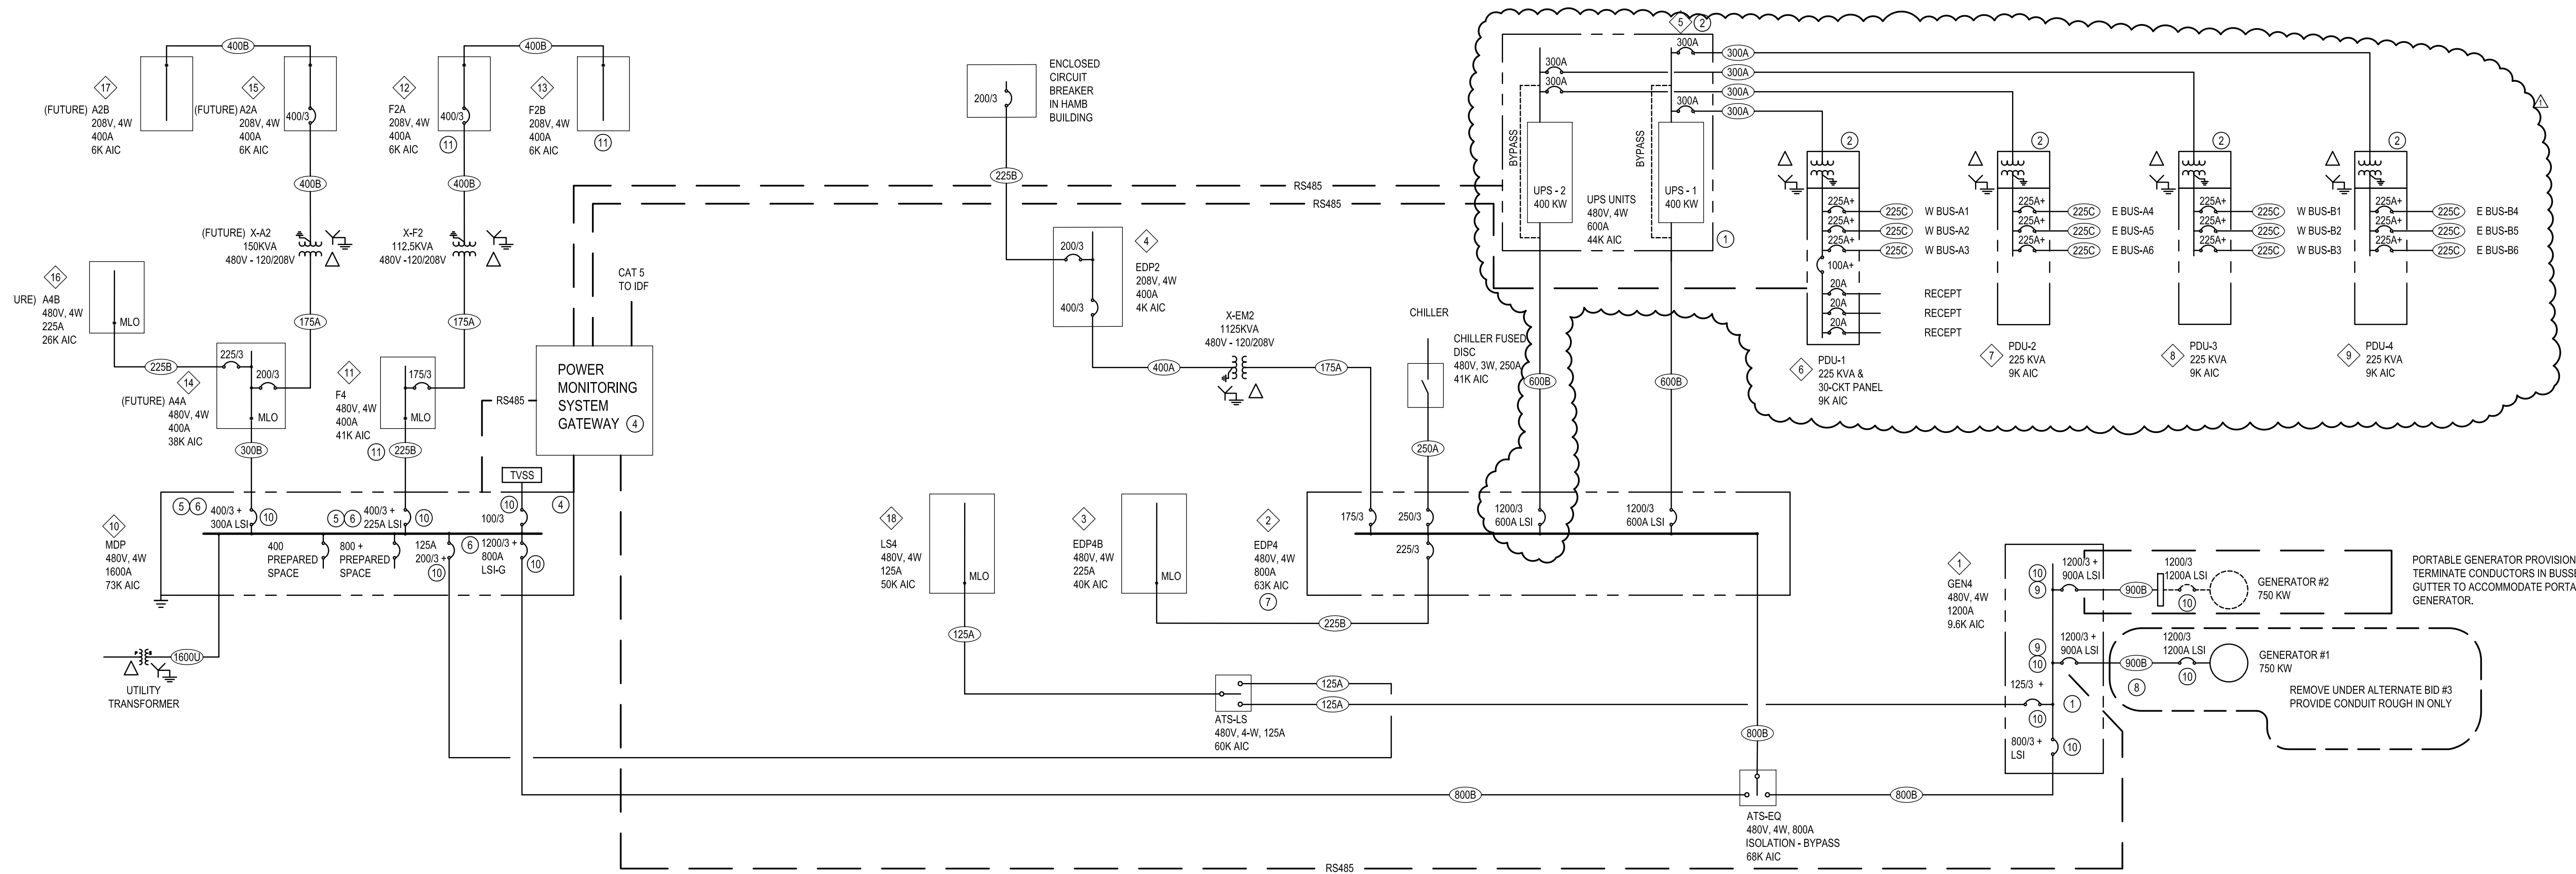 400B
17
(FUTURE) A2B
208V, 4W
400A
6K AIC
15
(FUTURE) A2A
208V, 4W
400A
6K AIC
400/3
400B
(FUTURE) X-A2
150KVA
480V - 120/208V
175A
400B
12
F2A
208V, 4W
400A
6K AIC
400/3
11
13
F2B
208V, 4W
400A
6K AIC
11
400B
X-F2
112.5KVA
480V -120/208V
175A
16
URE) A4B
480V, 4W
225A
26K AIC
MLO
225B
225/3
200/3
MLO
14
(FUTURE) A4A
480V, 4W
400A
38K AIC
300B
11
F4
480V, 4W
400A
41K AIC
175/3
MLO
11
225B
CAT 5
TO IDF
POWER
MONITORING
SYSTEM
GATEWAY 4
RS485
RS485
RS485
TVSS
10
MDP
480V, 4W
1600A
73K AIC
5 6
400/3 +
300A LSI
10
5 6
400/3 +
225A LSI
10
10
100/3
4
400
PREPARED
SPACE
800 +
PREPARED
SPACE
125A
200/3 +
6
10
1200/3 +
800A
LSI-G
10
1600U
UTILITY
TRANSFORMER
ENCLOSED
CIRCUIT
BREAKER
IN HAMB
BUILDING
200/3
225B
200/3
400/3
4
EDP2
208V, 4W
400A
4K AIC
400A
X-EM2
1125KVA
480V - 120/208V
175A
CHILLER
CHILLER FUSED
DISC
480V, 3W, 250A
41K AIC
250A
18
LS4
480V, 4W
125A
50K AIC
MLO
125A
3
EDP4B
480V, 4W
225A
40K AIC
MLO
225B
2
EDP4
480V, 4W
800A
63K AIC
7
175/3
250/3
225/3
1200/3
600A LSI
1200/3
600A LSI
600B
600B
5 2
300A
300A
300A
300A
300A
300A
300A
300A
BYPASS
BYPASS
UPS - 2
400 KW
UPS UNITS
480V, 4W
600A
44K AIC
UPS - 1
400 KW
1
1
2
225A+
225C
W BUS-A1
225A+
225C
W BUS-A2
225A+
225C
W BUS-A3
100A+
20A
RECEPT
20A
RECEPT
20A
RECEPT
6
PDU-1
225 KVA &
30-CKT PANEL
9K AIC
2
225A+
225C
E BUS-A4
225A+
225C
E BUS-A5
225A+
225C
E BUS-A6
7
PDU-2
225 KVA
9K AIC
2
225A+
225C
W BUS-B1
225A+
225C
W BUS-B2
225A+
225C
W BUS-B3
8
PDU-3
225 KVA
9K AIC
2
225A+
225C
E BUS-B4
225A+
225C
E BUS-B5
225A+
225C
E BUS-B6
9
PDU-4
225 KVA
9K AIC
125A
125A
ATS-LS
480V, 4-W, 125A
60K AIC
800B
800B
800B
ATS-EQ
480V, 4W, 800A
ISOLATION - BYPASS
68K AIC
RS485
1
GEN4
480V, 4W
1200A
9.6K AIC
10
9
1200/3 +
900A LSI
900B
1200/3
1200A LSI
10
GENERATOR #2
750 KW
PORTABLE GENERATOR PROVISION
TERMINATE CONDUCTORS IN BUSSE
GUTTER TO ACCOMMODATE PORTA
GENERATOR.
9
10
1200/3 +
900A LSI
900B
8
1200/3
1200A LSI
10
GENERATOR #1
750 KW
REMOVE UNDER ALTERNATE BID #3
PROVIDE CONDUIT ROUGH IN ONLY
125/3 +
10
1
800/3 +
LSI
10